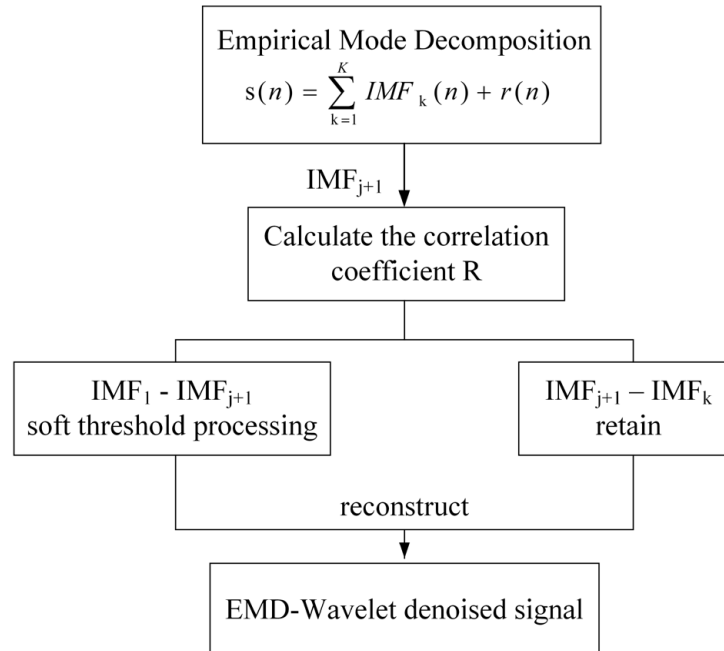 Empirical Mode Decomposition
s(n) = \sum_{k=1}^{K} IMF_k(n) + r(n)
IMF_{j+1}
Calculate the correlation
coefficient R
IMF_1 - IMF_{j+1}
soft threshold processing
IMF_{j+1} – IMF_k
retain
reconstruct
EMD-Wavelet denoised signal